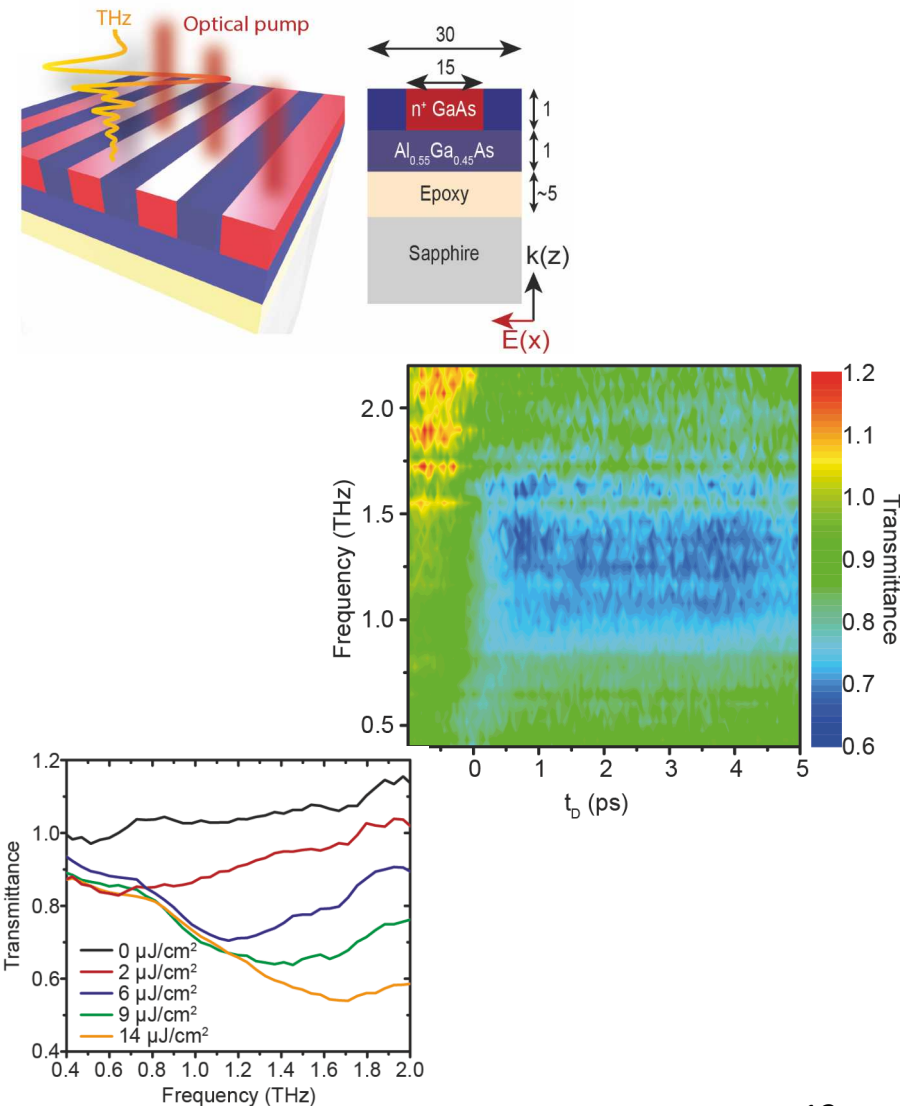 THz
Optical pump
30
15
n⁺ GaAs
1
Al₀.₅₅Ga₀.₄₅As
1
Epoxy
~5
Sapphire
k(z)
E(x)
Frequency (THz)
2.0
1.5
1.0
0.5
0 1 2 3 4 5
t_D (ps)
1.2
1.1
1.0
0.9
0.8
0.7
0.6
Transmittance
Transmittance
1.2
1.0
0.8
0.6
0.4
0 µJ/cm²
2 µJ/cm²
6 µJ/cm²
9 µJ/cm²
14 µJ/cm²
0.4 0.6 0.8 1.0 1.2 1.4 1.6 1.8 2.0
Frequency (THz)